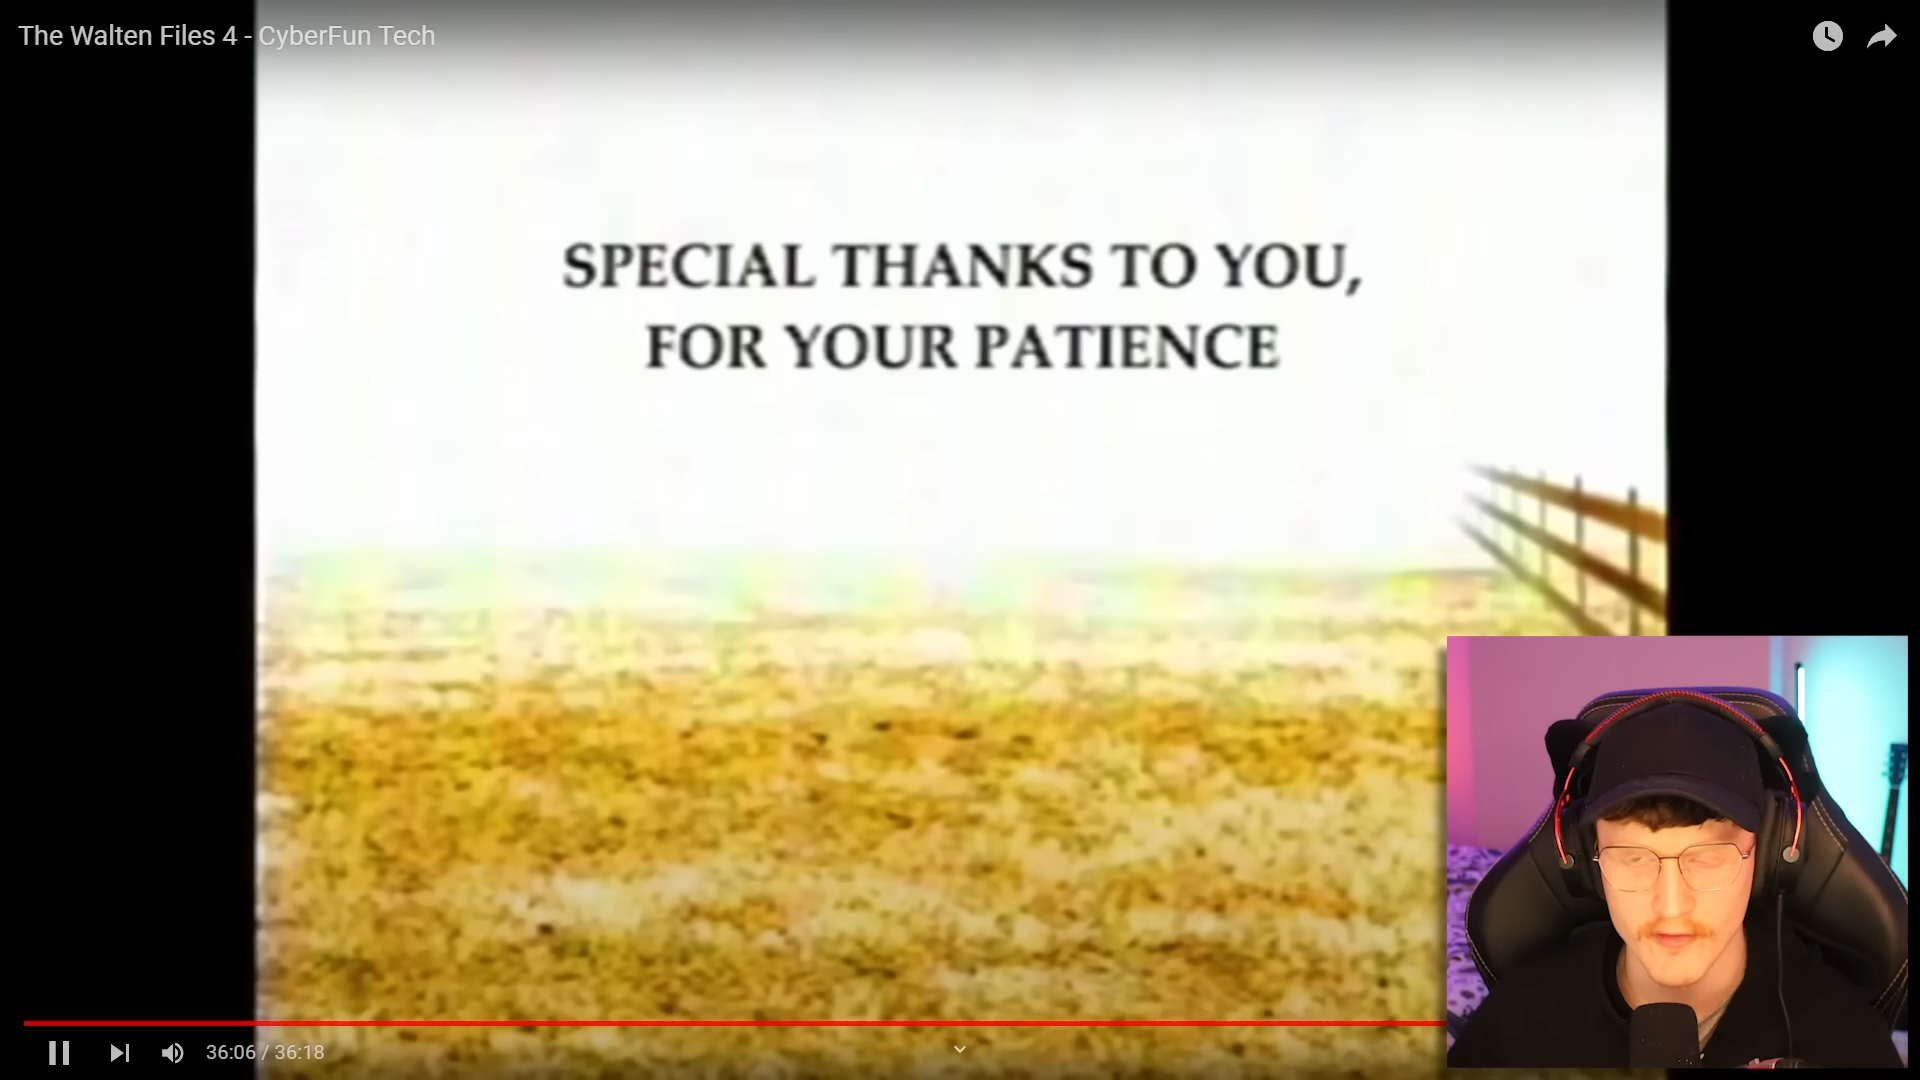 The Walten Files 4 - CyberFun Tech
SPECIAL THANKS TO YOU,
FOR YOUR PATIENCE
36:06 / 36:18